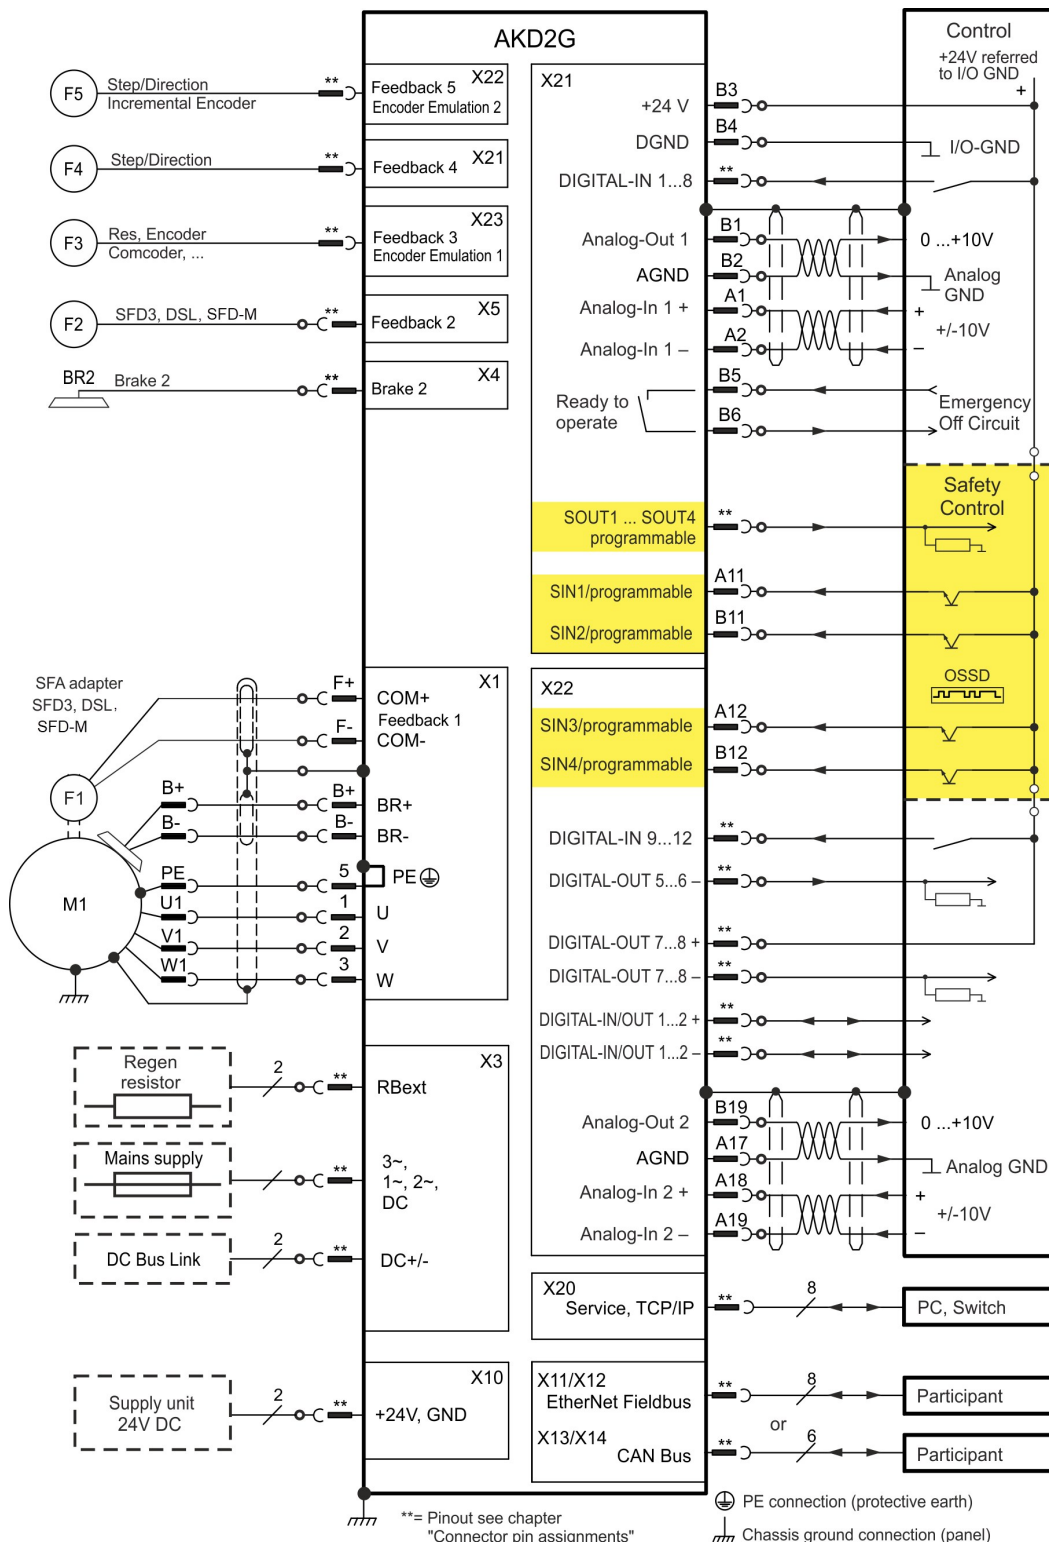 AKD2G
Control
+24V referred
to I/O GND
+
F5
Step/Direction
Incremental Encoder
**
Feedback 5
X22
Encoder Emulation 2
F4
Step/Direction
**
Feedback 4
X21
F3
Res, Encoder
Comcoder, ...
**
X23
Feedback 3
Encoder Emulation 1
F2
SFD3, DSL, SFD-M
**
X5
Feedback 2
BR2
Brake 2
**
X4
Brake 2
X21
+24 V
B3
DGND
B4
I/O-GND
DIGITAL-IN 1...8
**
Analog-Out 1
B1
0 ...+10V
AGND
B2
Analog
GND
Analog-In 1 +
A1
+
+/-10V
Analog-In 1 –
A2
–
Ready to
operate
B5
B6
Emergency
Off Circuit
Safety
Control
SOUT1 ... SOUT4
programmable
**
SIN1/programmable
A11
SIN2/programmable
B11
OSSD
X22
SIN3/programmable
A12
SIN4/programmable
B12
DIGITAL-IN 9...12
**
DIGITAL-OUT 5...6 –
**
DIGITAL-OUT 7...8 +
**
DIGITAL-OUT 7...8 –
**
DIGITAL-IN/OUT 1...2 +
**
DIGITAL-IN/OUT 1...2 –
**
Analog-Out 2
B19
0 ...+10V
AGND
A17
Analog GND
Analog-In 2 +
A18
+
+/-10V
Analog-In 2 –
A19
–
SFA adapter
SFD3, DSL,
SFD-M
F1
M1
F+
X1
COM+
Feedback 1
F-
COM-
B+
B+
BR+
B-
B-
BR-
PE
5
PE
U1
1
U
V1
2
V
W1
3
W
Regen
resistor
2
**
X3
RBext
Mains supply
**
3~,
1~, 2~,
DC
DC Bus Link
2
**
DC+/-
Supply unit
24V DC
2
**
X10
+24V, GND
X20
Service, TCP/IP
**
8
PC, Switch
X11/X12
EtherNet Fieldbus
**
8
Participant
or
X13/X14
CAN Bus
**
6
Participant
**= Pinout see chapter
"Connector pin assignments"
PE connection (protective earth)
Chassis ground connection (panel)